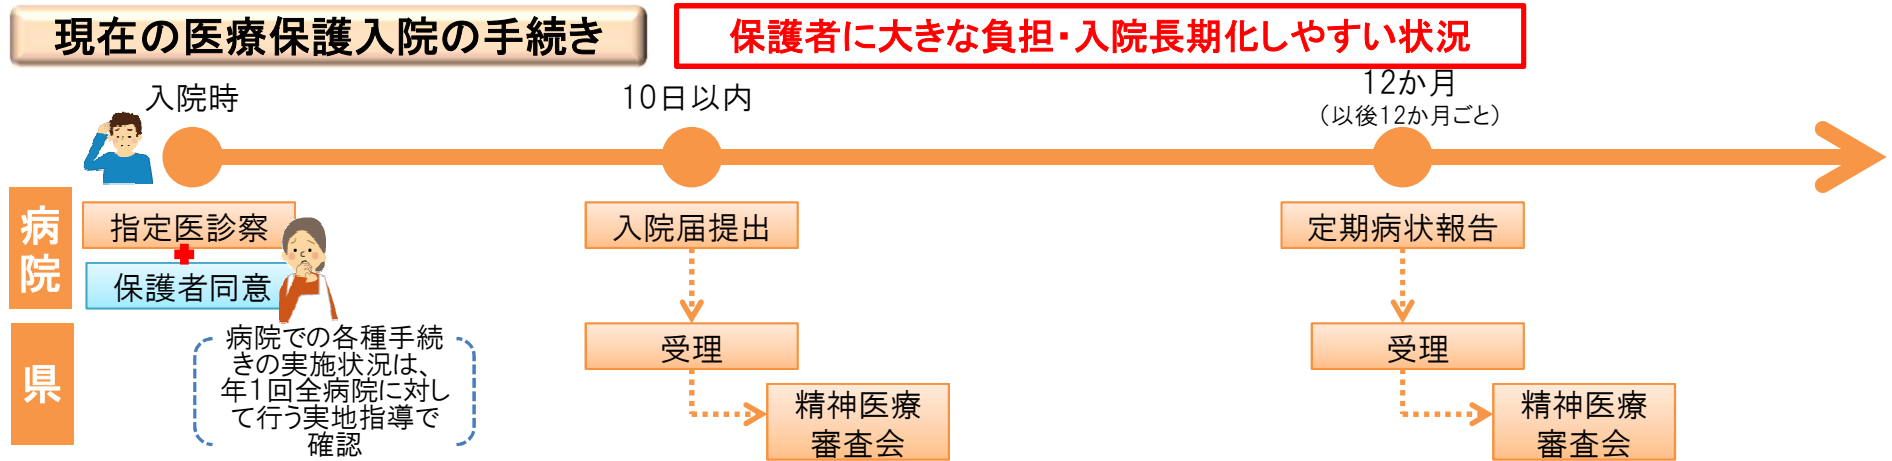 現在の医療保護入院の手続き
保護者に大きな負担・入院長期化しやすい状況
入院時
10日以内
12か月
（以後12か月ごと）
病院
指定医診察
保護者同意
入院届提出
定期病状報告
県
病院での各種手続
きの実施状況は、
年1回全病院に対し
て行う実地指導で
確認
受理
精神医療
審査会
受理
精神医療
審査会